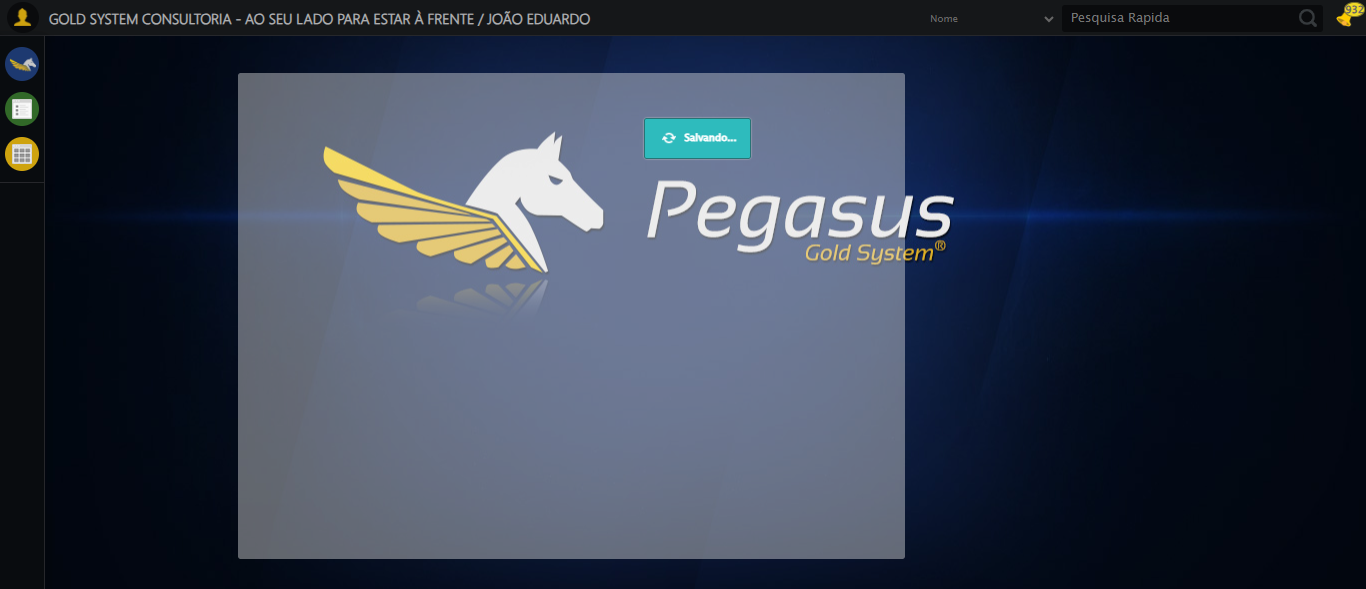 GOLD SYSTEM CONSULTORIA - AO SEU LADO PARA ESTAR À FRENTE / JOÃO EDUARDO
Nome
Pesquisa Rapida
932
Salvando...
Pegasus
Gold System®